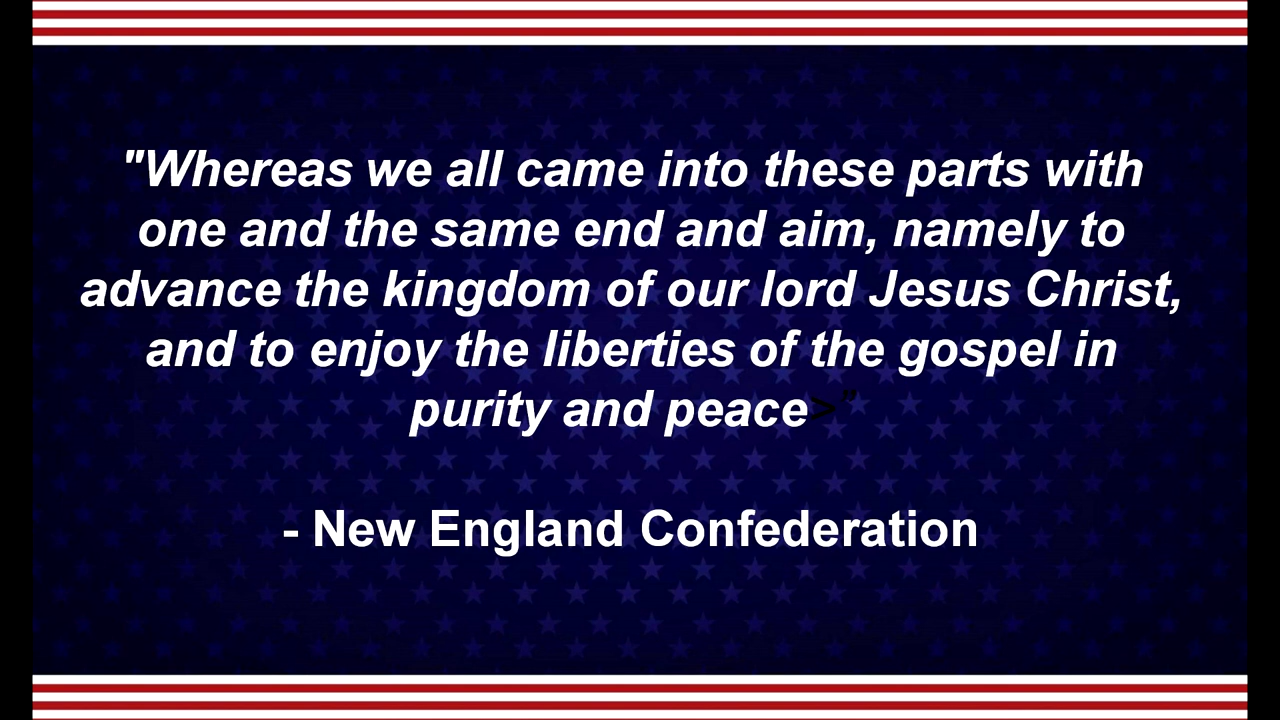 "Whereas we all came into these parts with
one and the same end and aim, namely to
advance the kingdom of our lord Jesus Christ,
and to enjoy the liberties of the gospel in
purity and peace>”
- New England Confederation